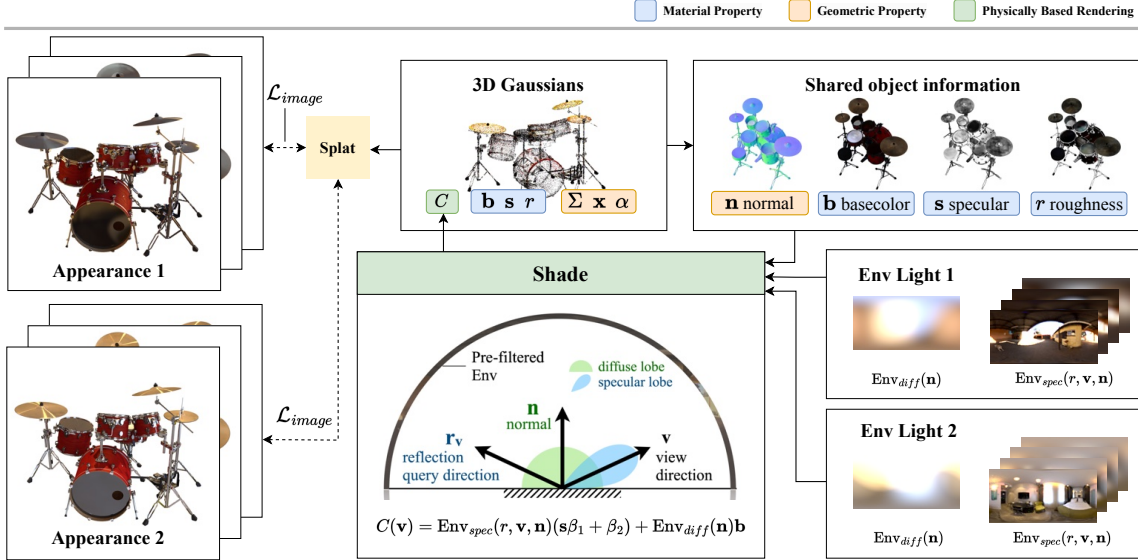 Material Property
Geometric Property
Physically Based Rendering
Appearance 1
ℒ_image
Splat
3D Gaussians
C
b s r
Σ x α
Shared object information
n normal
b basecolor
s specular
r roughness
Appearance 2
ℒ_image
Shade
Pre-filtered
Env
diffuse lobe
specular lobe
n
normal
r_v
reflection
query direction
v
view
direction
C(v) = Env_spec(r, v, n)(sβ₁ + β₂) + Env_diff(n)b
Env Light 1
Env_diff(n)
Env_spec(r, v, n)
Env Light 2
Env_diff(n)
Env_spec(r, v, n)